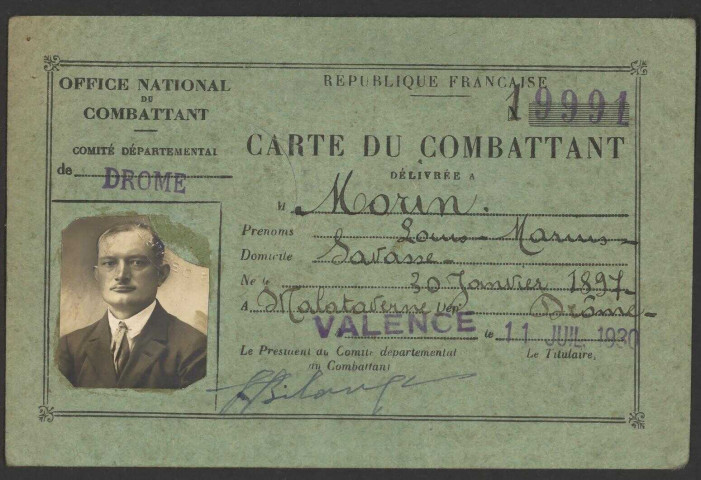 OFFICE NATIONAL
DU
COMBATTANT
COMITÉ DÉPARTEMENTAL
de DROME
REPUBLIQUE FRANÇAISE
19991
CARTE DU COMBATTANT
DÉLIVRÉE A
M Morin.
Prénoms Louis - Marius -
Domicile Savasse -
Né le 30 Janvier 1897 -
A Malataverne Dép. Drôme -
VALENCE le 11 JUIL. 1930
Le Président du Comité départemental
du Combattant
Le Titulaire,